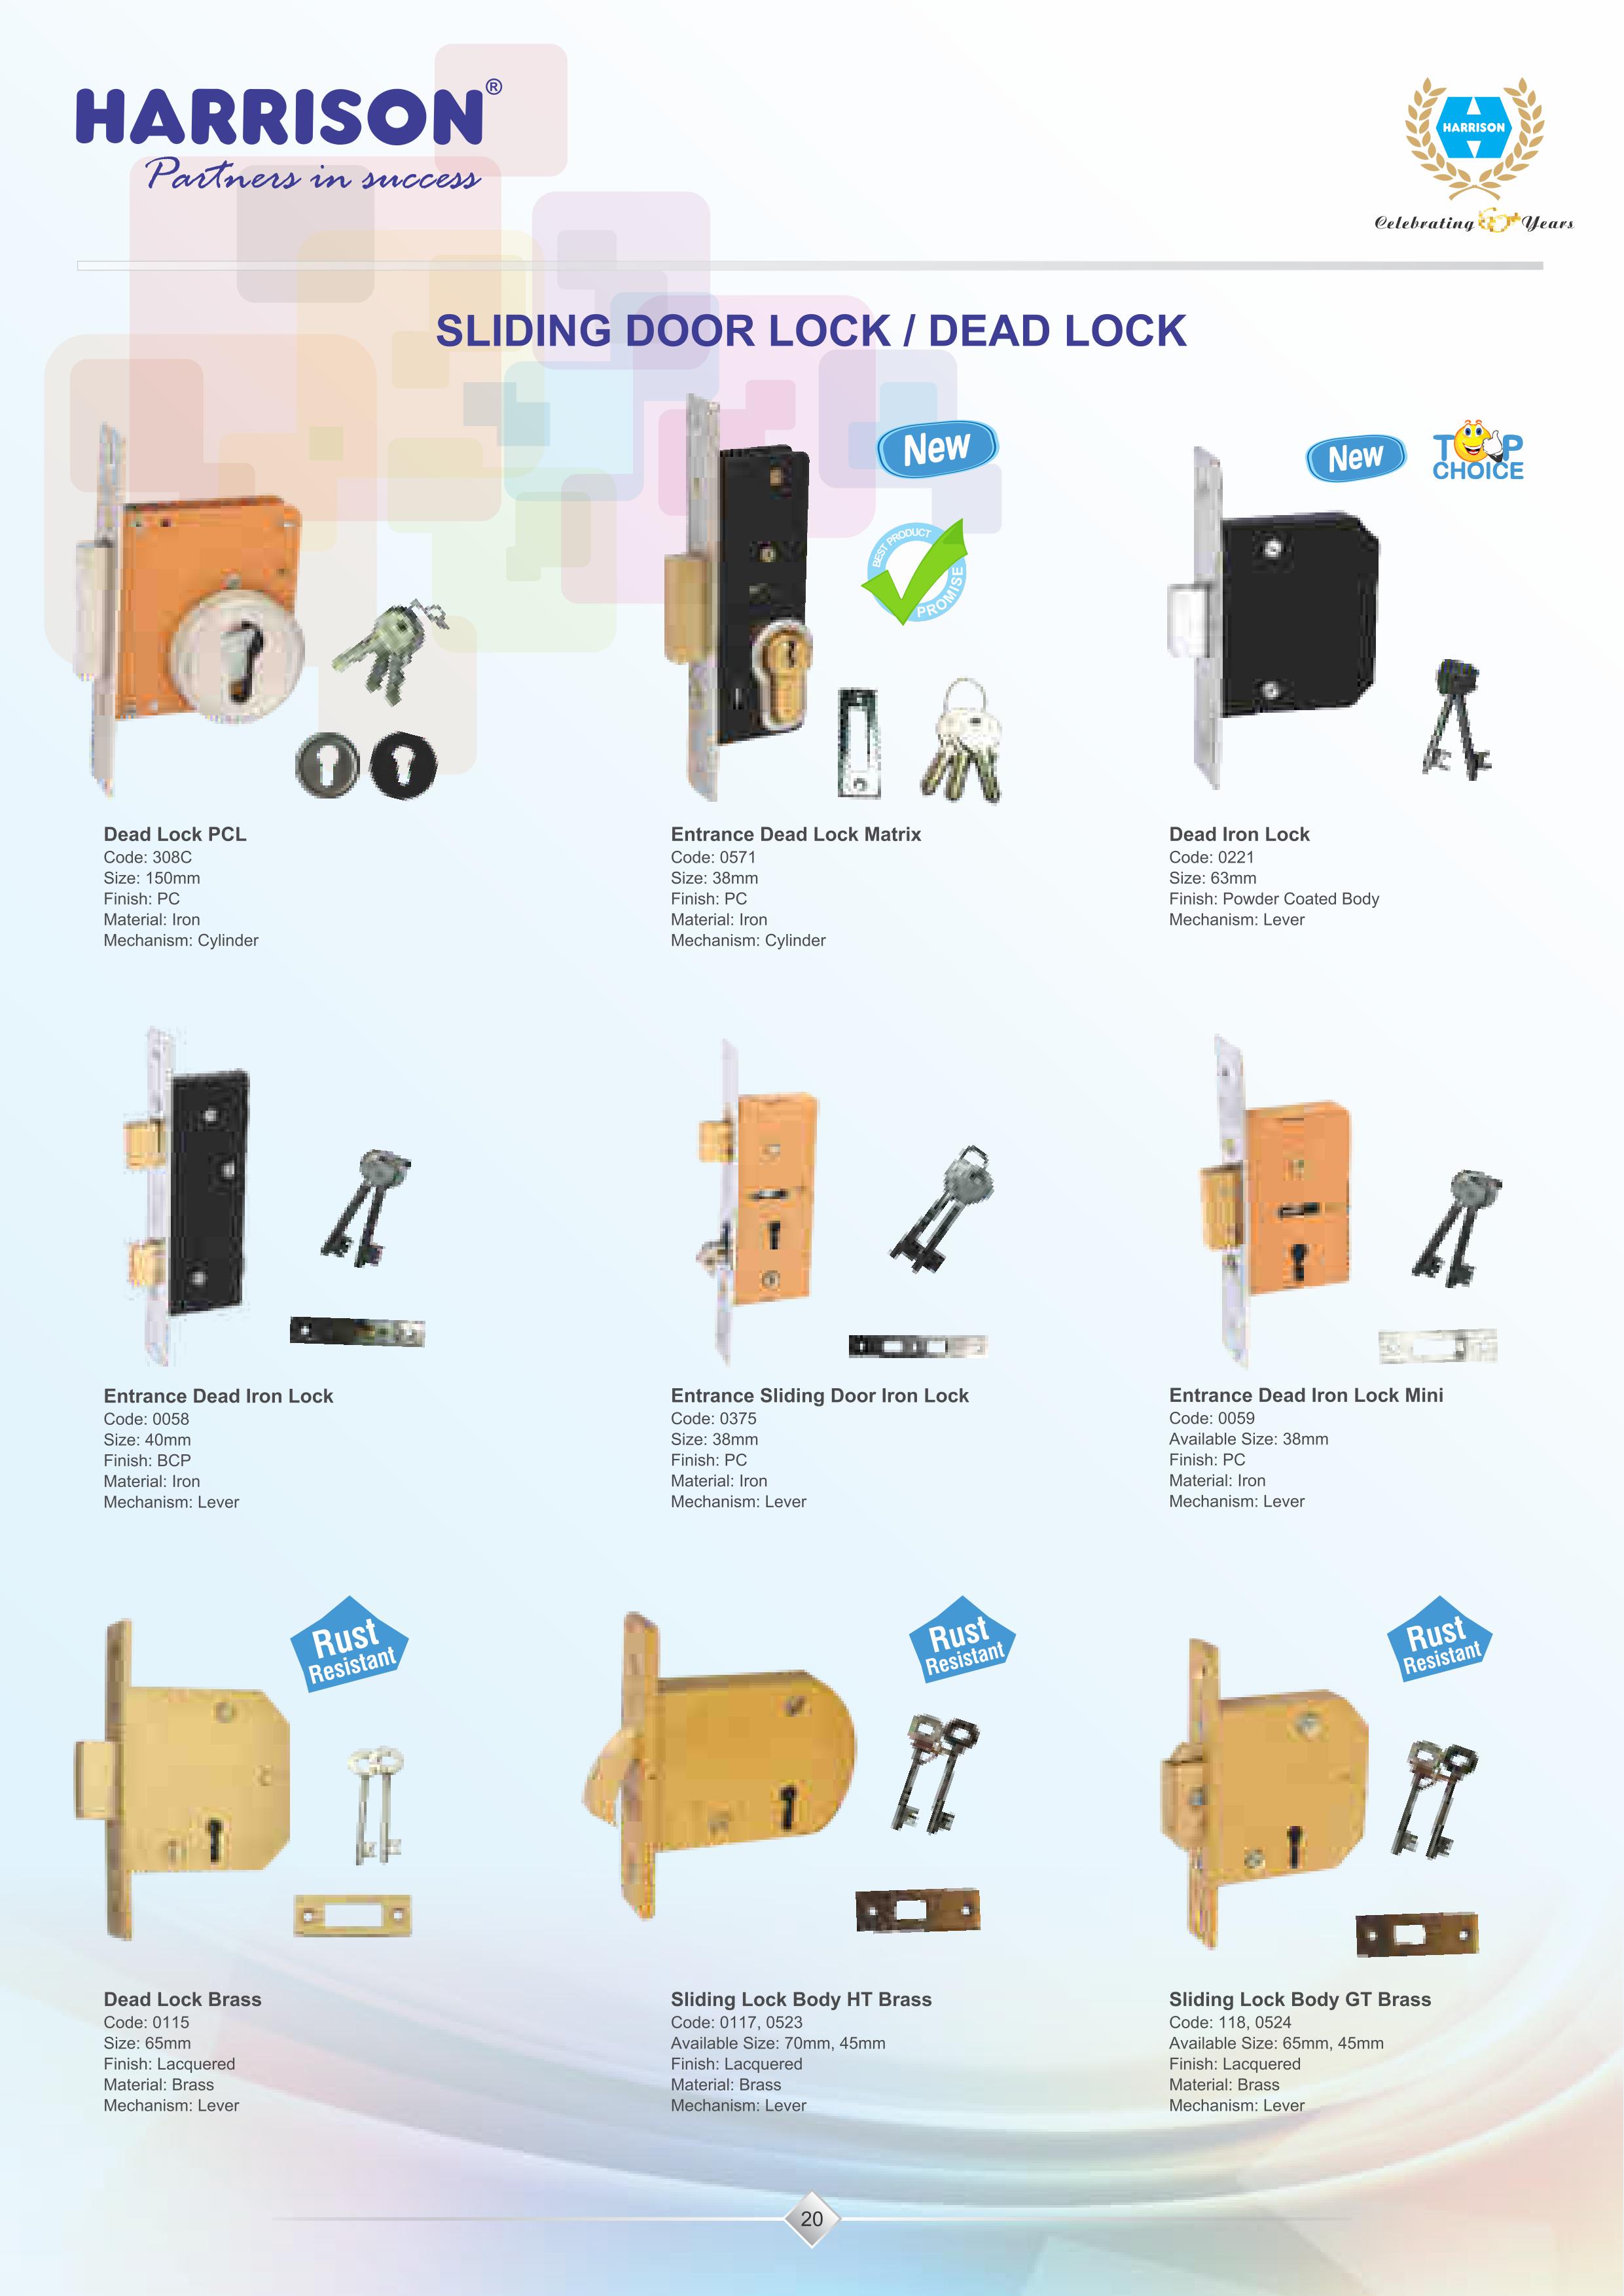 HARRISON®
Partners in success
HARRISON
Celebrating Years
SLIDING DOOR LOCK / DEAD LOCK
New
BEST PRODUCT
PROMISE
New
TOP
CHOICE
Dead Lock PCL
Code: 308C
Size: 150mm
Finish: PC
Material: Iron
Mechanism: Cylinder
Entrance Dead Lock Matrix
Code: 0571
Size: 38mm
Finish: PC
Material: Iron
Mechanism: Cylinder
Dead Iron Lock
Code: 0221
Size: 63mm
Finish: Powder Coated Body
Mechanism: Lever
Entrance Dead Iron Lock
Code: 0058
Size: 40mm
Finish: BCP
Material: Iron
Mechanism: Lever
Entrance Sliding Door Iron Lock
Code: 0375
Size: 38mm
Finish: PC
Material: Iron
Mechanism: Lever
Entrance Dead Iron Lock Mini
Code: 0059
Available Size: 38mm
Finish: PC
Material: Iron
Mechanism: Lever
Rust
Resistant
Rust
Resistant
Rust
Resistant
Dead Lock Brass
Code: 0115
Size: 65mm
Finish: Lacquered
Material: Brass
Mechanism: Lever
Sliding Lock Body HT Brass
Code: 0117, 0523
Available Size: 70mm, 45mm
Finish: Lacquered
Material: Brass
Mechanism: Lever
Sliding Lock Body GT Brass
Code: 118, 0524
Available Size: 65mm, 45mm
Finish: Lacquered
Material: Brass
Mechanism: Lever
20